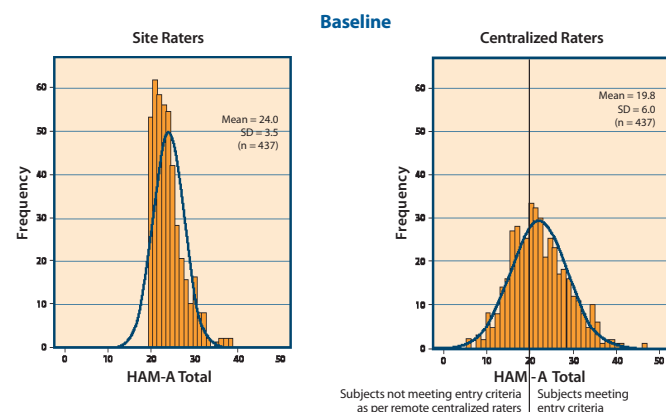 Baseline
Site Raters
Centralized Raters
60
50
40
30
20
10
0
Frequency
Mean = 24.0
SD = 3.5
(n = 437)
0 10 20 30 40 50
HAM-A Total
60
50
40
30
20
10
0
Frequency
Mean = 19.8
SD = 6.0
(n = 437)
0 10 20 30 40 50
HAM-A Total
Subjects not meeting entry criteria
as per remote centralized raters
Subjects meeting
entry criteria